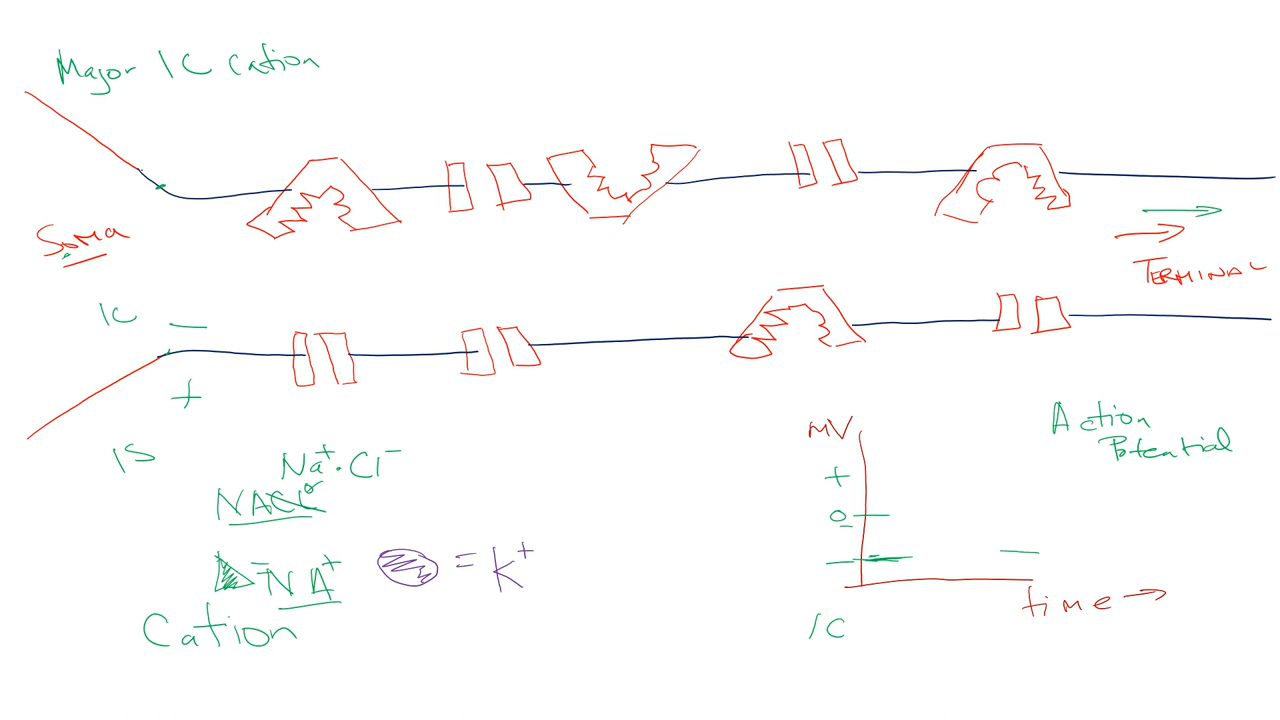 Major IC cation
Soma
TERMINAL
IC
—
+
IS
Na⁺·Cl⁻
NACl
= NA⁺
= K⁺
Cation
MV
+
0
—
IC
time →
Action
Potential